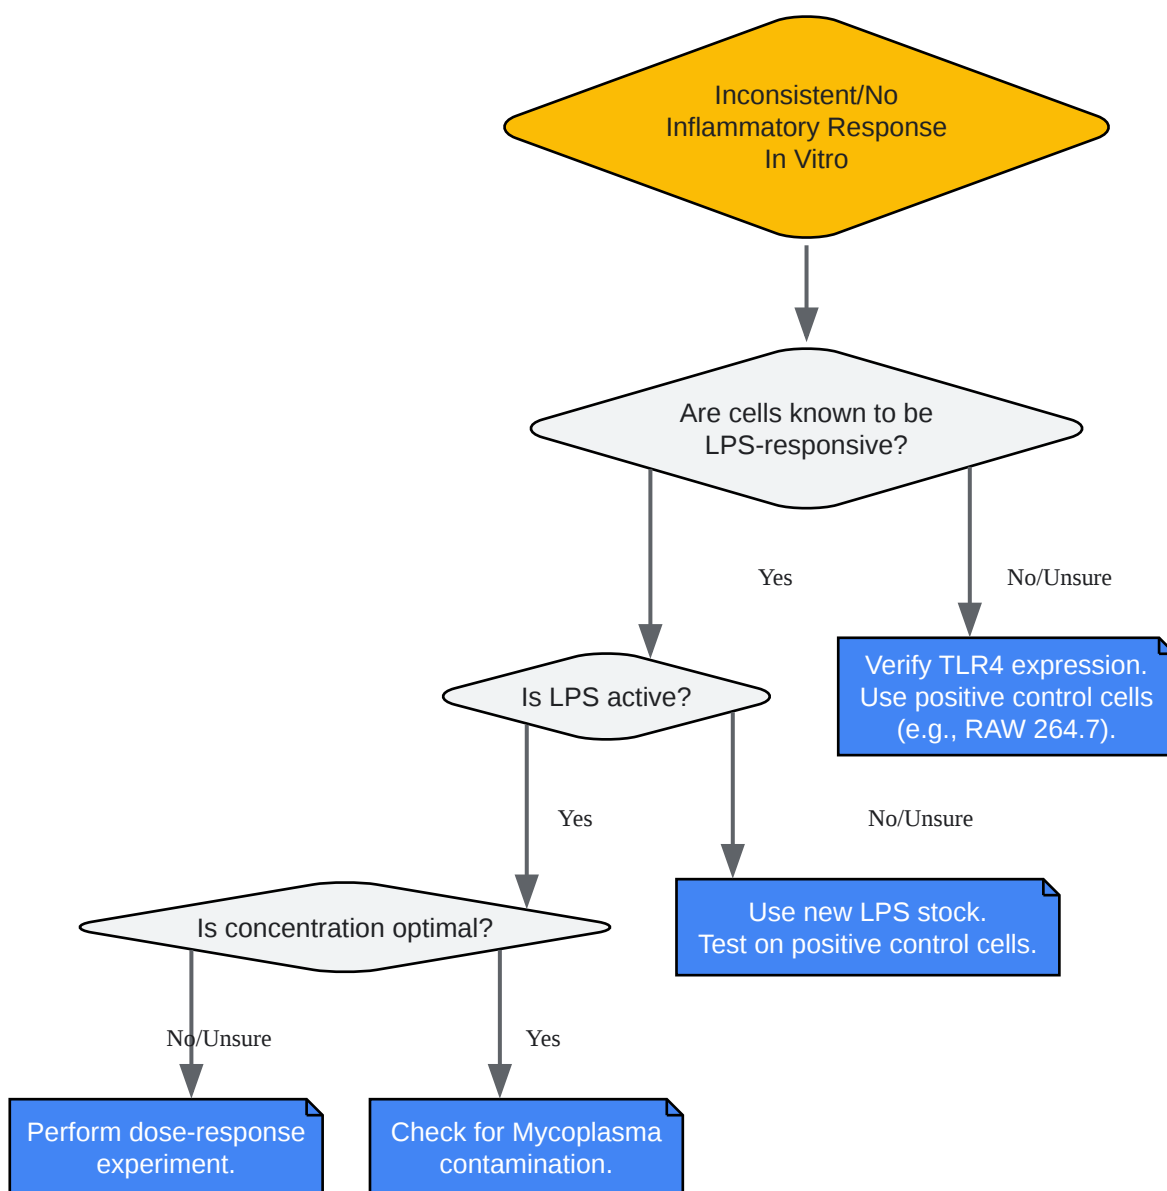 Inconsistent/No
Inflammatory Response
In Vitro
Are cells known to be
LPS-responsive?
Yes
No/Unsure
Verify TLR4 expression.
Use positive control cells
(e.g., RAW 264.7).
Is LPS active?
Yes
No/Unsure
Use new LPS stock.
Test on positive control cells.
Is concentration optimal?
No/Unsure
Yes
Perform dose-response
experiment.
Check for Mycoplasma
contamination.